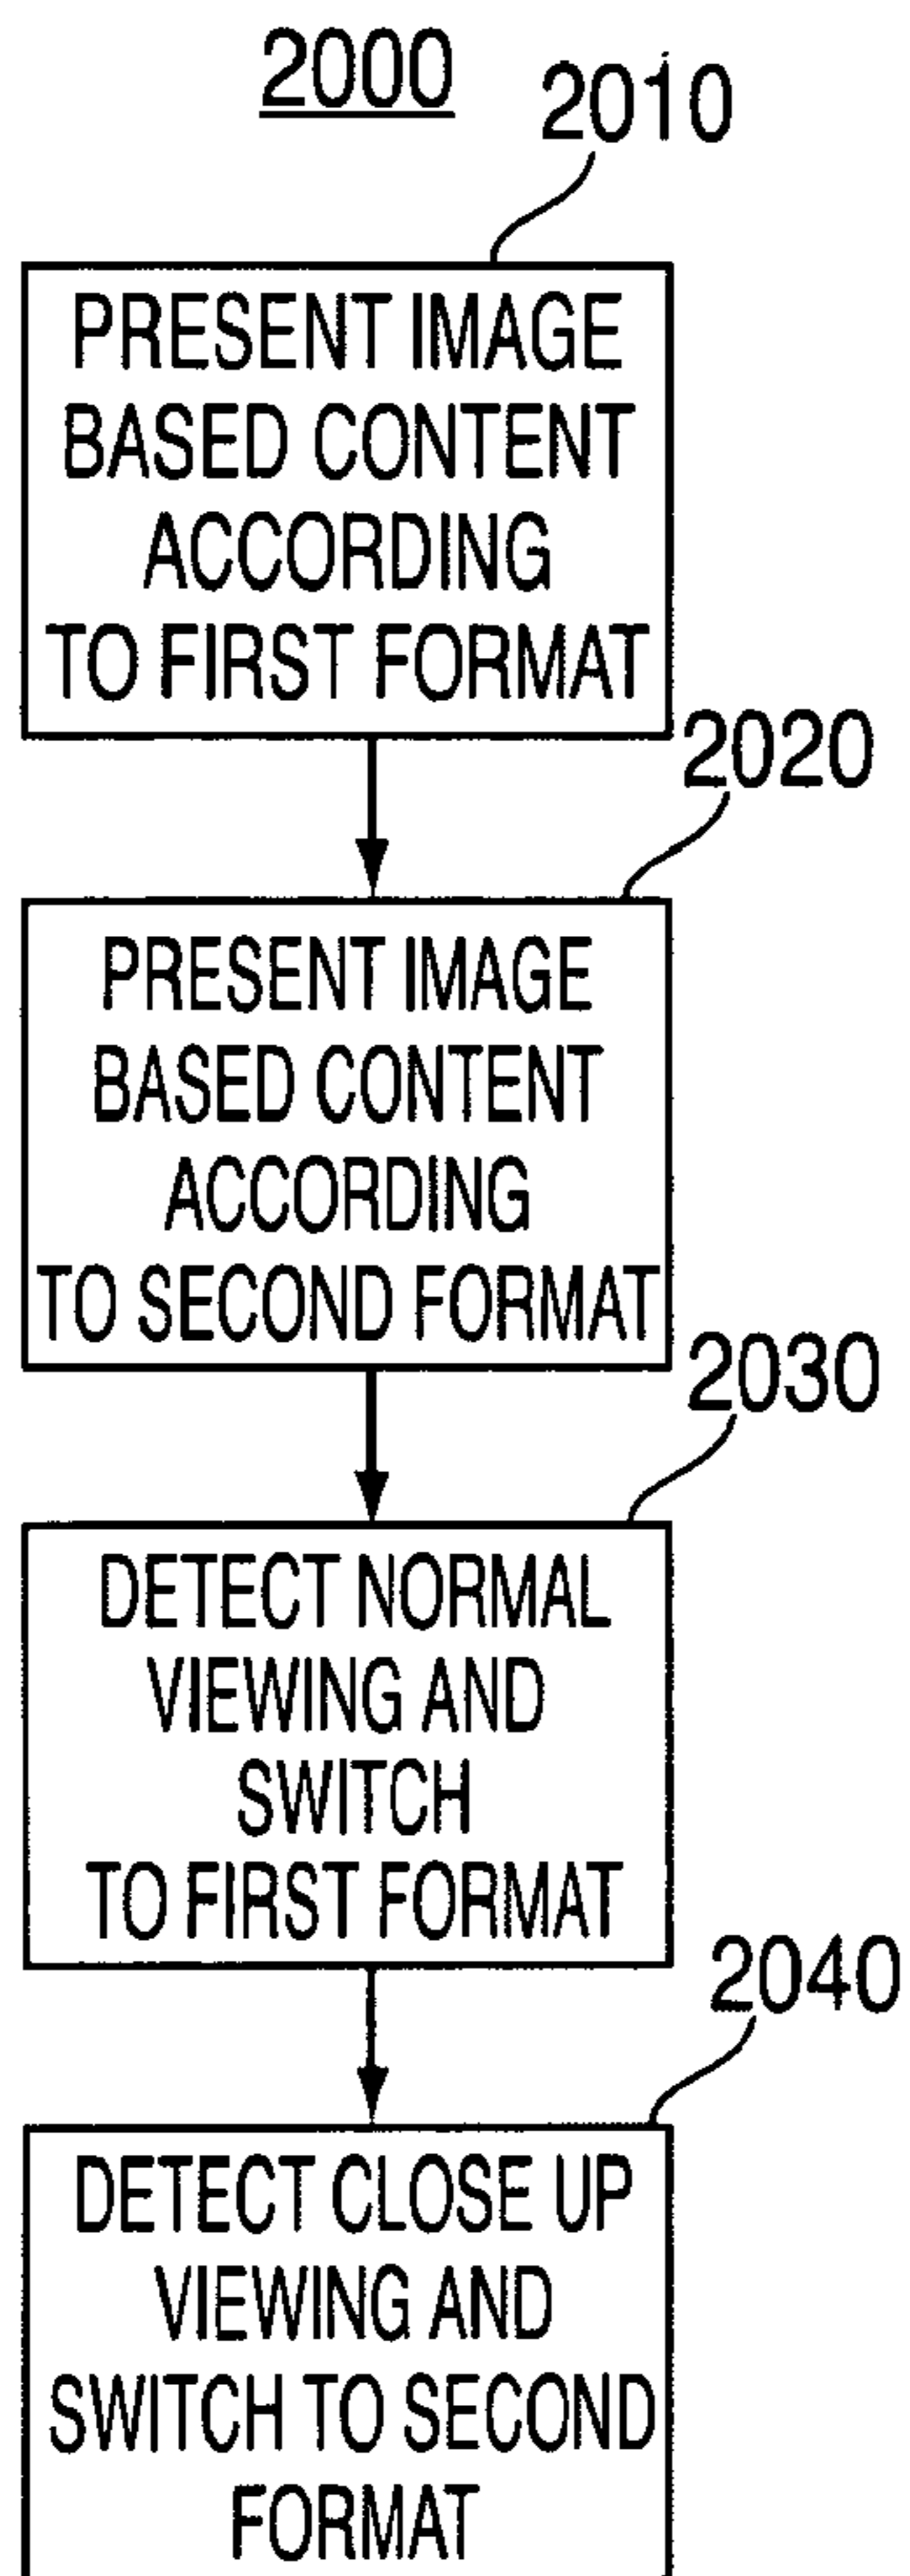 2000
2010
PRESENT IMAGE
BASED CONTENT
ACCORDING
TO FIRST FORMAT
2020
PRESENT IMAGE
BASED CONTENT
ACCORDING
TO SECOND FORMAT
2030
DETECT NORMAL
VIEWING AND
SWITCH
TO FIRST FORMAT
2040
DETECT CLOSE UP
VIEWING AND
SWITCH TO SECOND
FORMAT